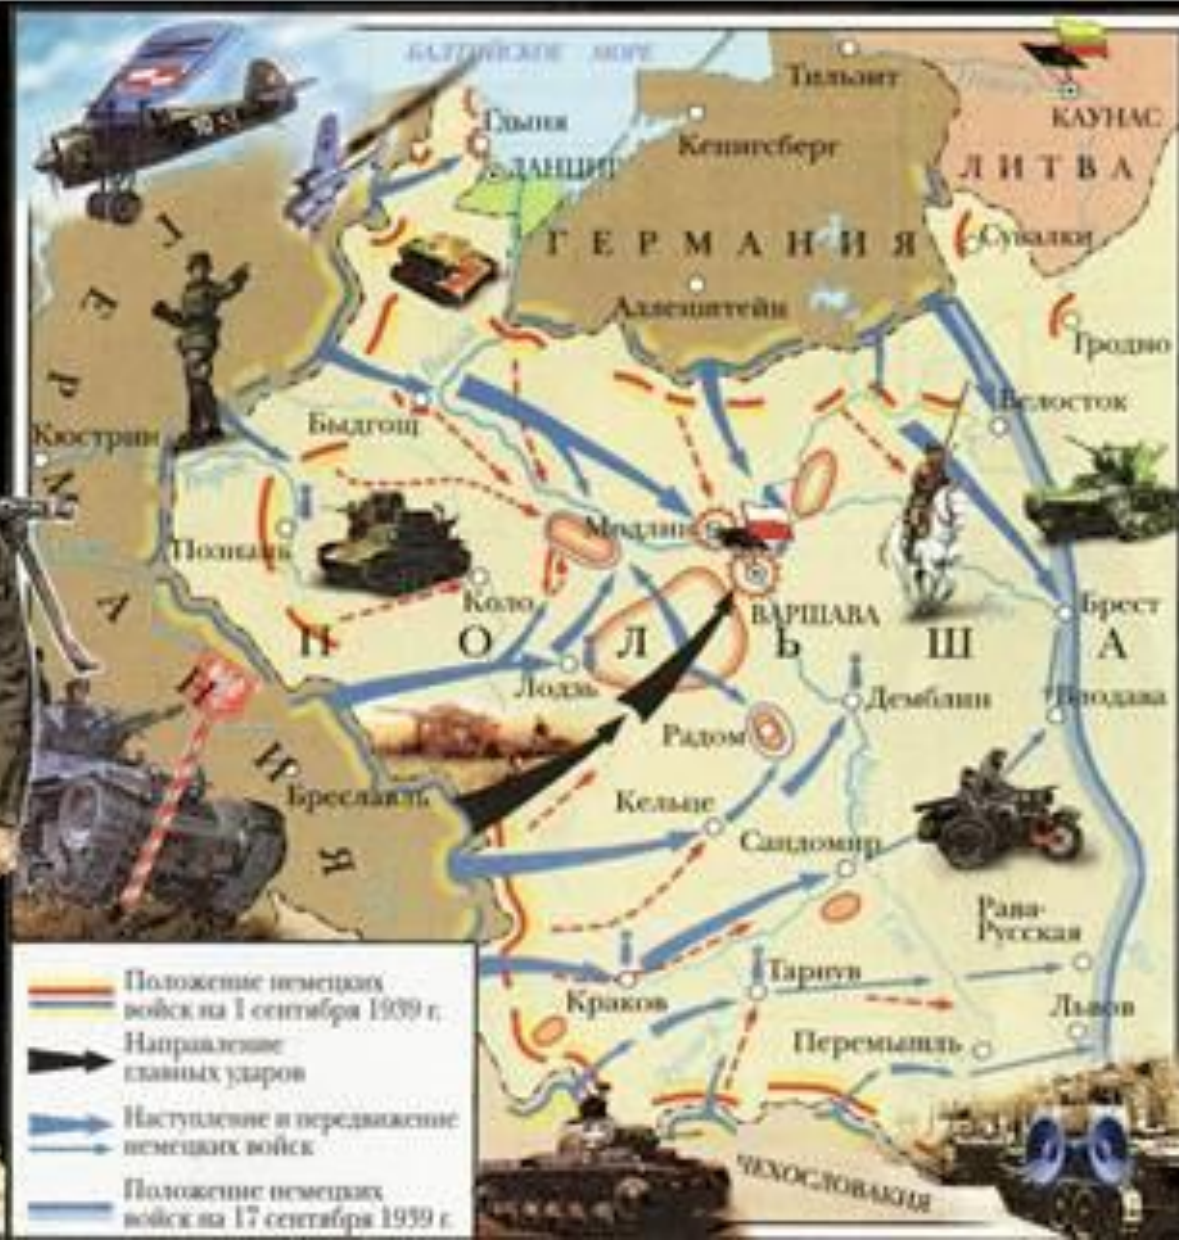 БАЛТИЙСКОЕ МОРЕ
Тильзит
Гдыня
Кенигсберг
КАУНАС
ДАНЦИГ
ЛИТВА
ГЕРМАНИЯ
Сувалки
Алленштейн
Гродно
Белосток
Быдгощ
Кюстрин
Модлин
Познань
Коло
ВАРШАВА
Брест
ПОЛЬША
Лодзь
Демблин
Влодава
Радом
ГЕРМАНИЯ
Бреславль
Кельце
Сандомир
Рава-
Русская
Тарнув
Краков
Львов
Перемышль
ЧЕХОСЛОВАКИЯ
Положение немецких
войск на 1 сентября 1939 г.
Направление
главных ударов
Наступление и передвижение
немецких войск
Положение немецких
войск на 17 сентября 1939 г.